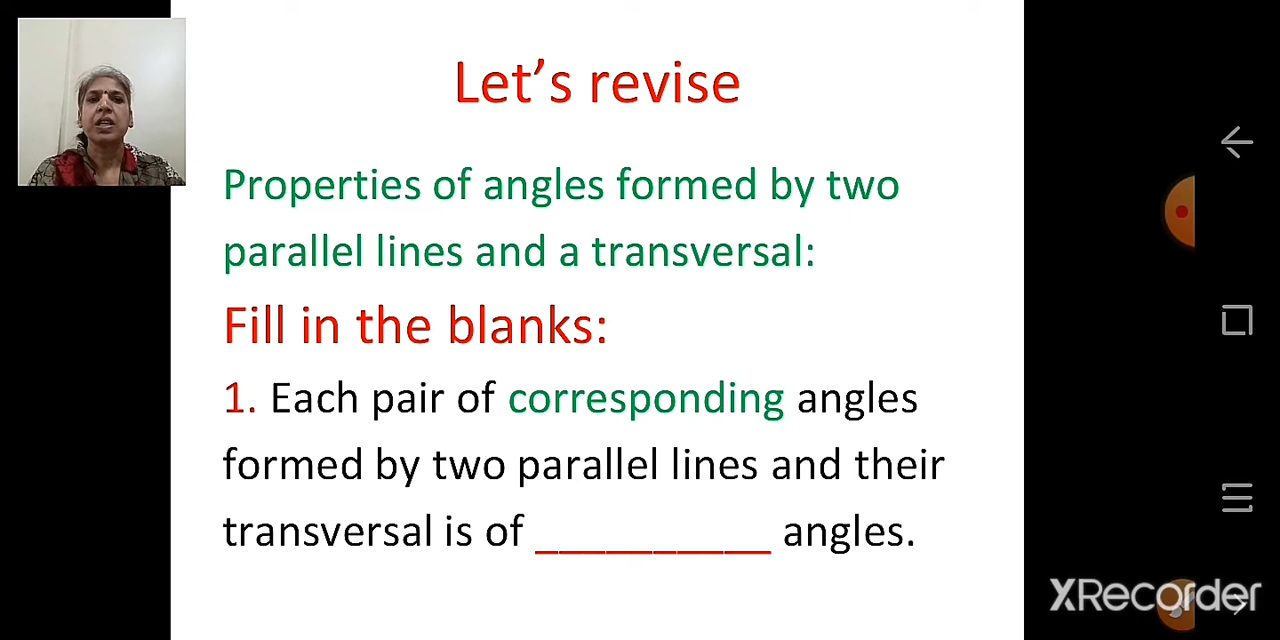 Let’s revise
Properties of angles formed by two
parallel lines and a transversal:
Fill in the blanks:
1. Each pair of corresponding angles
formed by two parallel lines and their
transversal is of __________ angles.
XRecorder